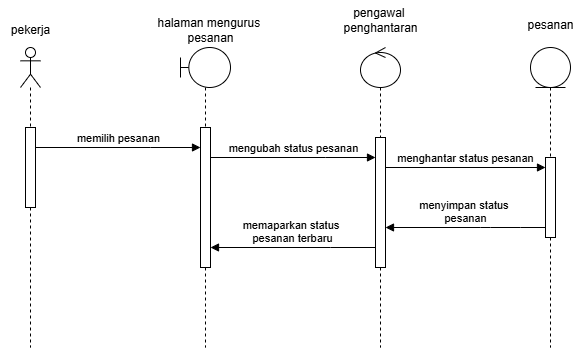 pekerja
halaman mengurus
pesanan
pengawal
penghantaran
pesanan
memilih pesanan
mengubah status pesanan
menghantar status pesanan
menyimpan status
pesanan
memaparkan status
pesanan terbaru